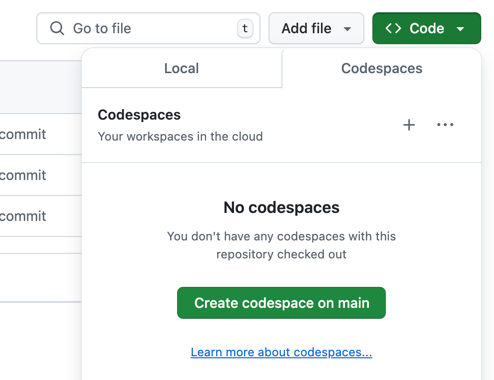 Go to file
t
Add file
Code
Local
Codespaces
Codespaces
Your workspaces in the cloud
commit
commit
commit
No codespaces
You don't have any codespaces with this
repository checked out
Create codespace on main
Learn more about codespaces...